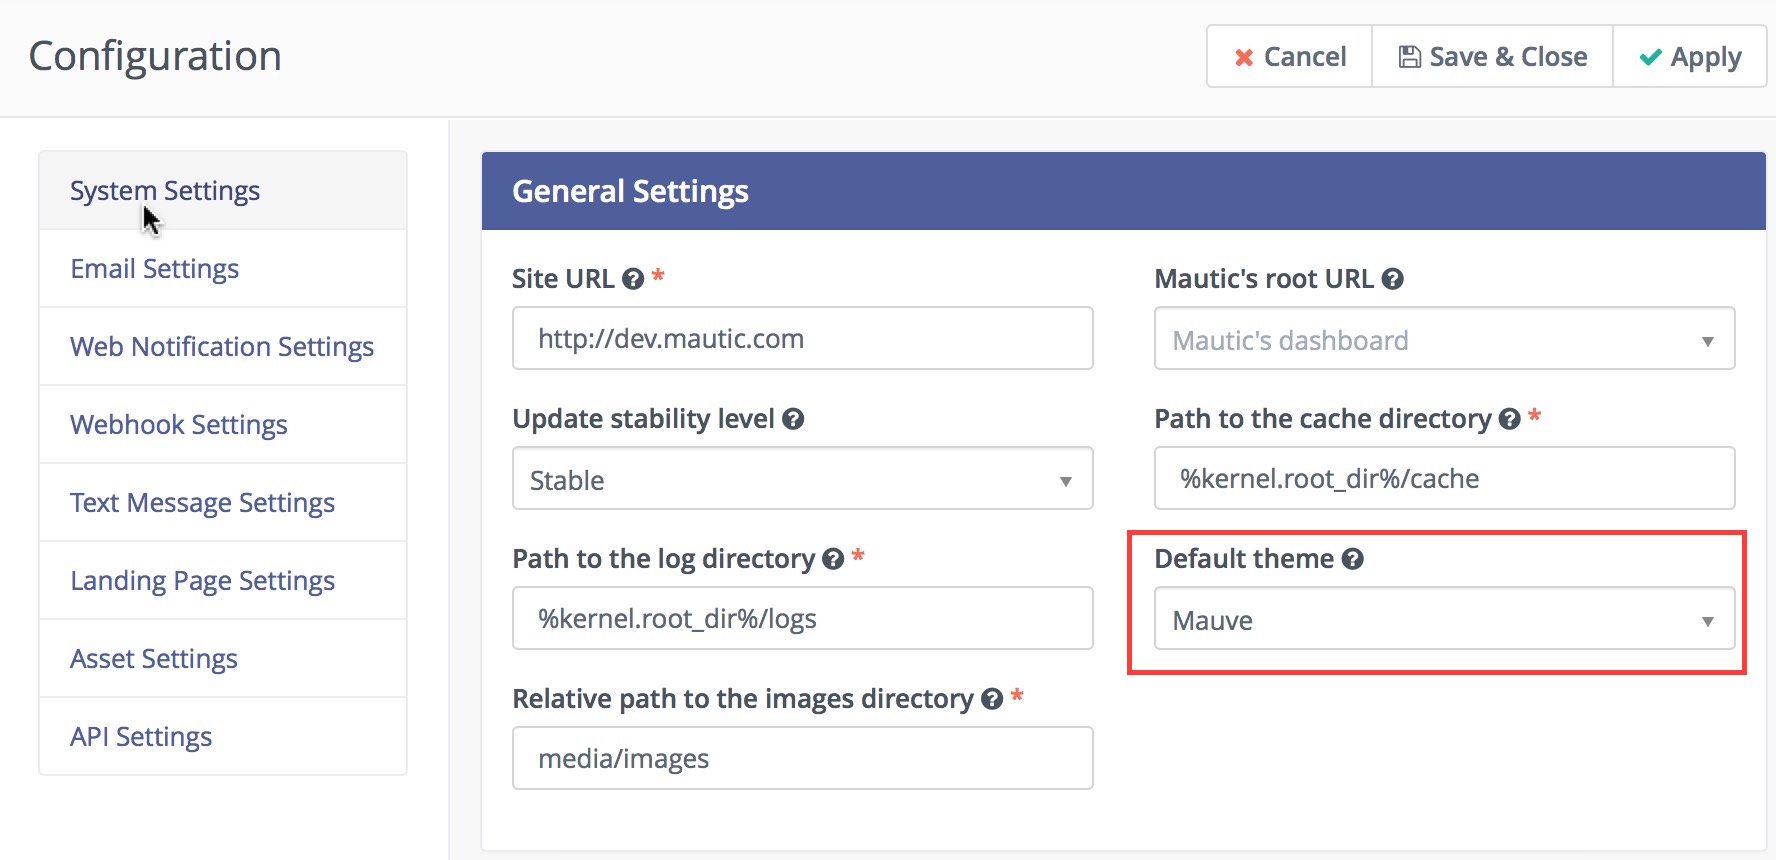 Configuration
Cancel
Save & Close
Apply
System Settings
Email Settings
Web Notification Settings
Webhook Settings
Text Message Settings
Landing Page Settings
Asset Settings
API Settings
General Settings
Site URL ? *
http://dev.mautic.com
Mautic's root URL ?
Mautic's dashboard
Update stability level ?
Stable
Path to the cache directory ? *
%kernel.root_dir%/cache
Path to the log directory ? *
%kernel.root_dir%/logs
Default theme ?
Mauve
Relative path to the images directory ? *
media/images